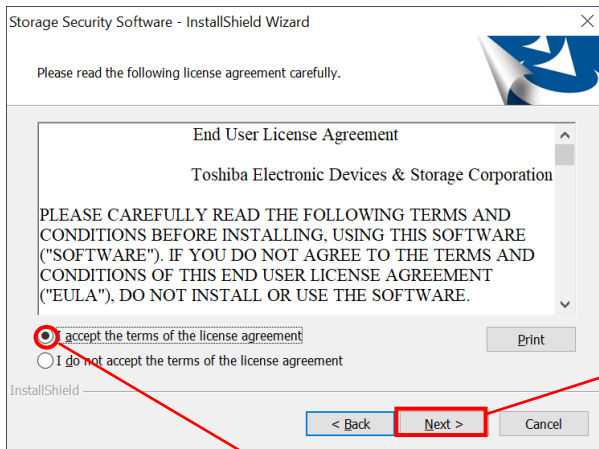 Storage Security Software - InstallShield Wizard
Please read the following license agreement carefully.
End User License Agreement
Toshiba Electronic Devices & Storage Corporation
PLEASE CAREFULLY READ THE FOLLOWING TERMS AND
CONDITIONS BEFORE INSTALLING, USING THIS SOFTWARE
("SOFTWARE"). IF YOU DO NOT AGREE TO THE TERMS AND
CONDITIONS OF THIS END USER LICENSE AGREEMENT
("EULA"), DO NOT INSTALL OR USE THE SOFTWARE.
I accept the terms of the license agreement
Print
I do not accept the terms of the license agreement
InstallShield
< Back
Next >
Cancel